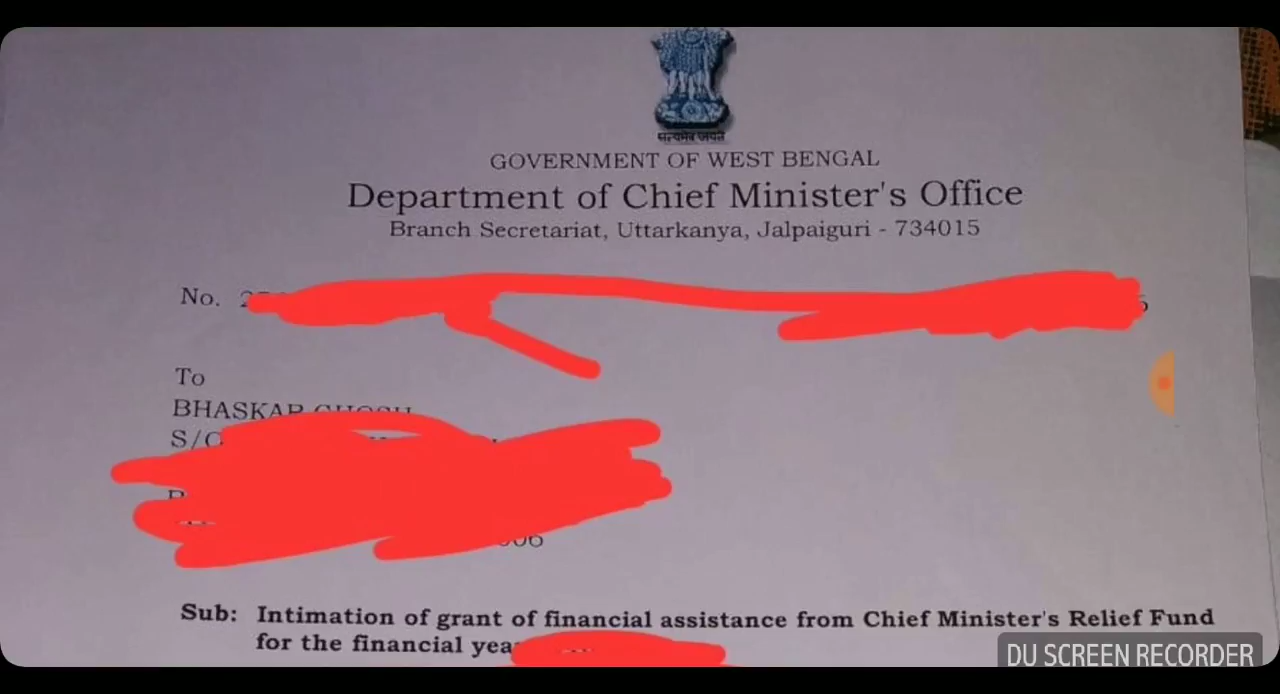 सत्यमेव जयते
GOVERNMENT OF WEST BENGAL
Department of Chief Minister's Office
Branch Secretariat, Uttarkanya, Jalpaiguri - 734015
No.
To
BHASKAR
Sub: Intimation of grant of financial assistance from Chief Minister's Relief Fund
for the financial
DU SCREEN RECORDER